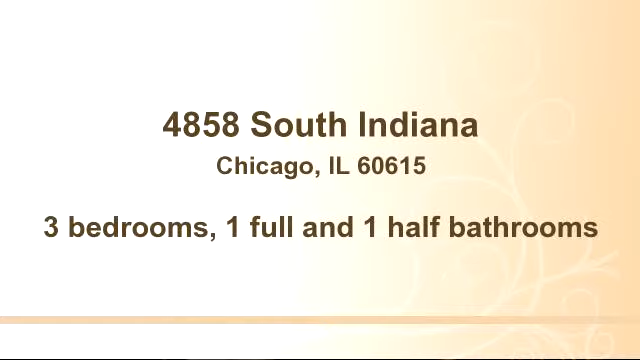 4858 South Indiana
Chicago, IL 60615
3 bedrooms, 1 full and 1 half bathrooms